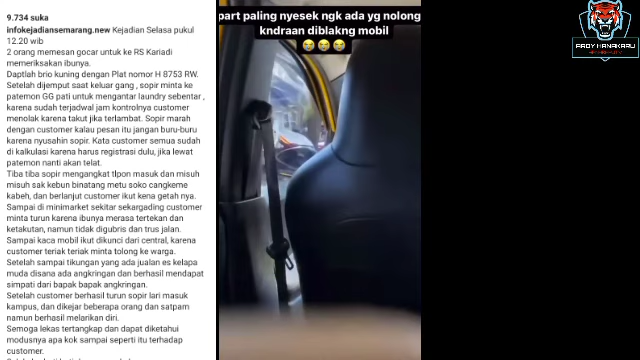 9.734 suka
infokejadiansemarang.new Kejadian Selasa pukul
12.20 wib
2 orang memesan gocar untuk ke RS Kariadi
memeriksakan ibunya.
Daptlah brio kuning dengan Plat nomor H 8753 RW.
Setelah dijemput saat keluar gang , sopir minta ke
patemon GG pati untuk mengantar laundry sebentar ,
karena sudah terjadwal jam kontrolnya customer
menolak karena takut jika terlambat. Sopir marah
dengan customer kalau pesan itu jangan buru-buru
karena nyusahin sopir. Kata customer semua sudah
di kalkulasi karena harus registrasi dulu, jika lewat
patemon nanti akan telat.
Tiba tiba sopir mengangkat tlpon masuk dan misuh
misuh sak kebun binatang metu soko cangkeme
kabeh, dan berlanjut customer ikut kena getah nya.
Sampai di minimarket sekitar sekargading customer
minta turun karena ibunya merasa tertekan dan
ketakutan, namun tidak digubris dan trus jalan.
Sampai kaca mobil ikut dikunci dari central, karena
customer teriak teriak minta tolong ke warga.
Setelah sampai tikungan yang ada jualan es kelapa
muda disana ada angkringan dan berhasil mendapat
simpati dari bapak bapak angkringan.
Setelah customer berhasil turun sopir lari masuk
kampus, dan dikejar beberapa orang dan satpam
namun berhasil melarikan diri.
Semoga lekas tertangkap dan dapat diketahui
modusnya apa kok sampai seperti itu terhadap
customer.
part paling nyesek ngk ada yg nolong
kndraan diblakng mobil
😭😭😭